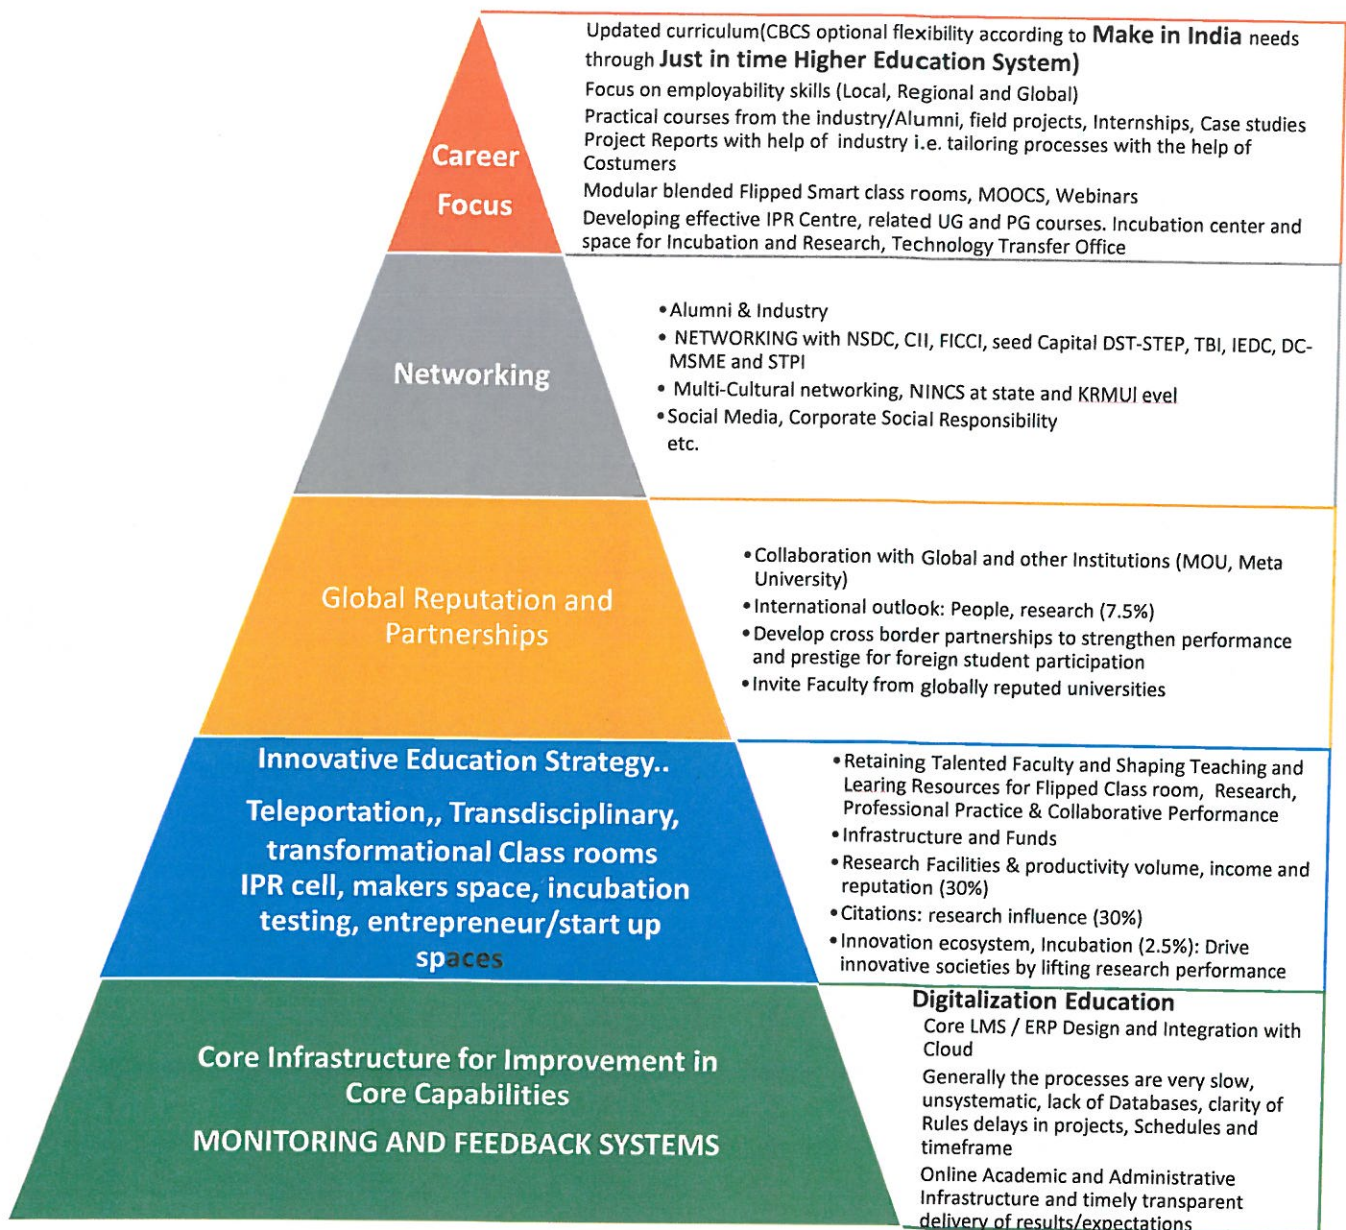 Updated curriculum(CBCS optional flexibility according to Make in India needs
through Just in time Higher Education System)
Focus on employability skills (Local, Regional and Global)
Practical courses from the industry/Alumni, field projects, Internships, Case studies
Project Reports with help of industry i.e. tailoring processes with the help of
Costumers
Modular blended Flipped Smart class rooms, MOOCS, Webinars
Developing effective IPR Centre, related UG and PG courses. Incubation center and
space for Incubation and Research, Technology Transfer Office
Career
Focus
• Alumni & Industry
• NETWORKING with NSDC, CII, FICCI, seed Capital DST-STEP, TBI, IEDC, DC-
MSME and STPI
• Multi-Cultural networking, NINCS at state and KRMUl evel
• Social Media, Corporate Social Responsibility
etc.
Networking
• Collaboration with Global and other Institutions (MOU, Meta
University)
• International outlook: People, research (7.5%)
• Develop cross border partnerships to strengthen performance
and prestige for foreign student participation
• Invite Faculty from globally reputed universities
Global Reputation and
Partnerships
Innovative Education Strategy..
Teleportation,, Transdisciplinary,
transformational Class rooms
IPR cell, makers space, incubation
testing, entrepreneur/start up
spaces
• Retaining Talented Faculty and Shaping Teaching and
Learing Resources for Flipped Class room, Research,
Professional Practice & Collaborative Performance
• Infrastructure and Funds
• Research Facilities & productivity volume, income and
reputation (30%)
• Citations: research influence (30%)
• Innovation ecosystem, Incubation (2.5%): Drive
innovative societies by lifting research performance
Core Infrastructure for Improvement in
Core Capabilities
MONITORING AND FEEDBACK SYSTEMS
Digitalization Education
Core LMS / ERP Design and Integration with
Cloud
Generally the processes are very slow,
unsystematic, lack of Databases, clarity of
Rules delays in projects, Schedules and
timeframe
Online Academic and Administrative
Infrastructure and timely transparent
delivery of results/expectations